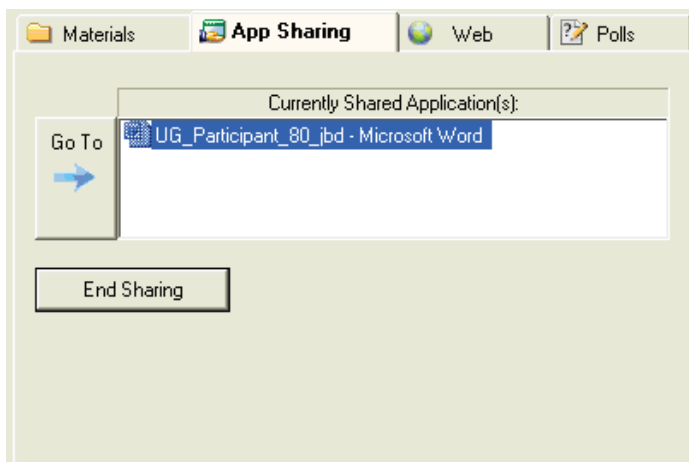 Materials App Sharing Web Polls
Currently Shared Application(s):
Go To
UG_Participant_80_jbd - Microsoft Word
End Sharing